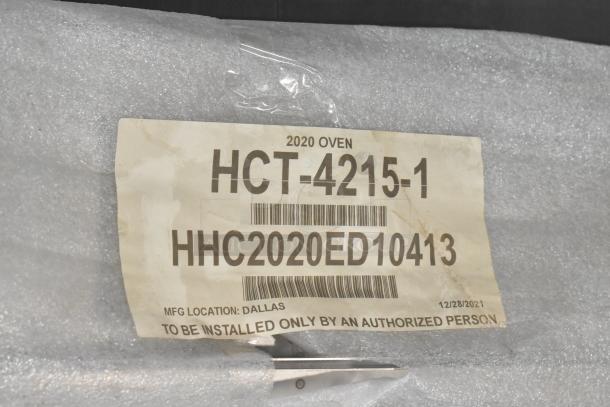 2020 OVEN
HCT-4215-1
HHC2020ED10413
MFG LOCATION: DALLAS 12/28/2021
TO BE INSTALLED ONLY BY AN AUTHORIZED PERSON